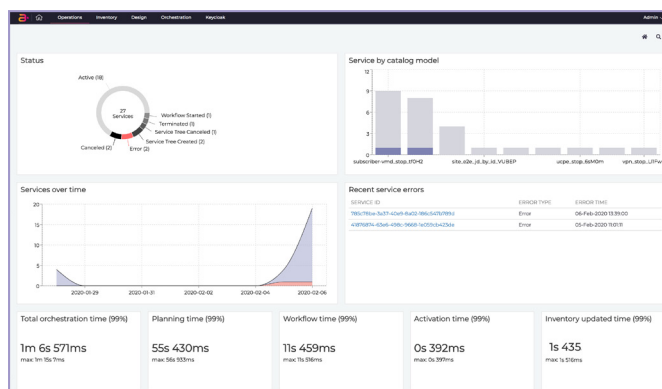 Operations Inventory Design Orchestration Keycloak Admin
Status
Active (18)
27
Services
Workflow Started (1)
Terminated (1)
Service Tree Canceled (1)
Service Tree Created (2)
Error (2)
Canceled (2)
Service by catalog model
12
9
6
3
0
subscriber-vmd_stop_tf0H2 site_e2e_jd_by_id_VUBEP ucpe_stop_6sM0m
Services over time
20
15
10
5
0
2020-01-29 2020-01-31 2020-02-02 2020-02-04 2020-02-06
Recent service errors
SERVICE ID ERROR TYPE ERROR TIME
Error 06-Feb-2020 13:39:00
Error 05-Feb-2020 11:01:11
Total orchestration time (99%)
1m 6s 571ms
max: 1m 15s 7ms
Planning time (99%)
55s 430ms
max: 56s 933ms
Workflow time (99%)
11s 459ms
max: 11s 516ms
Activation time (99%)
0s 392ms
max: 0s 397ms
Inventory updated time (99%)
1s 435
max: 1s 516ms